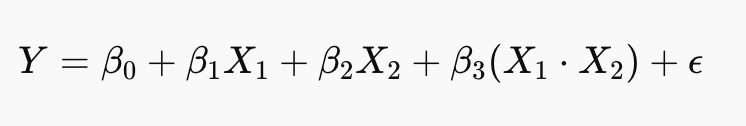 Y = β₀ + β₁X₁ + β₂X₂ + β₃(X₁ · X₂) + ϵ